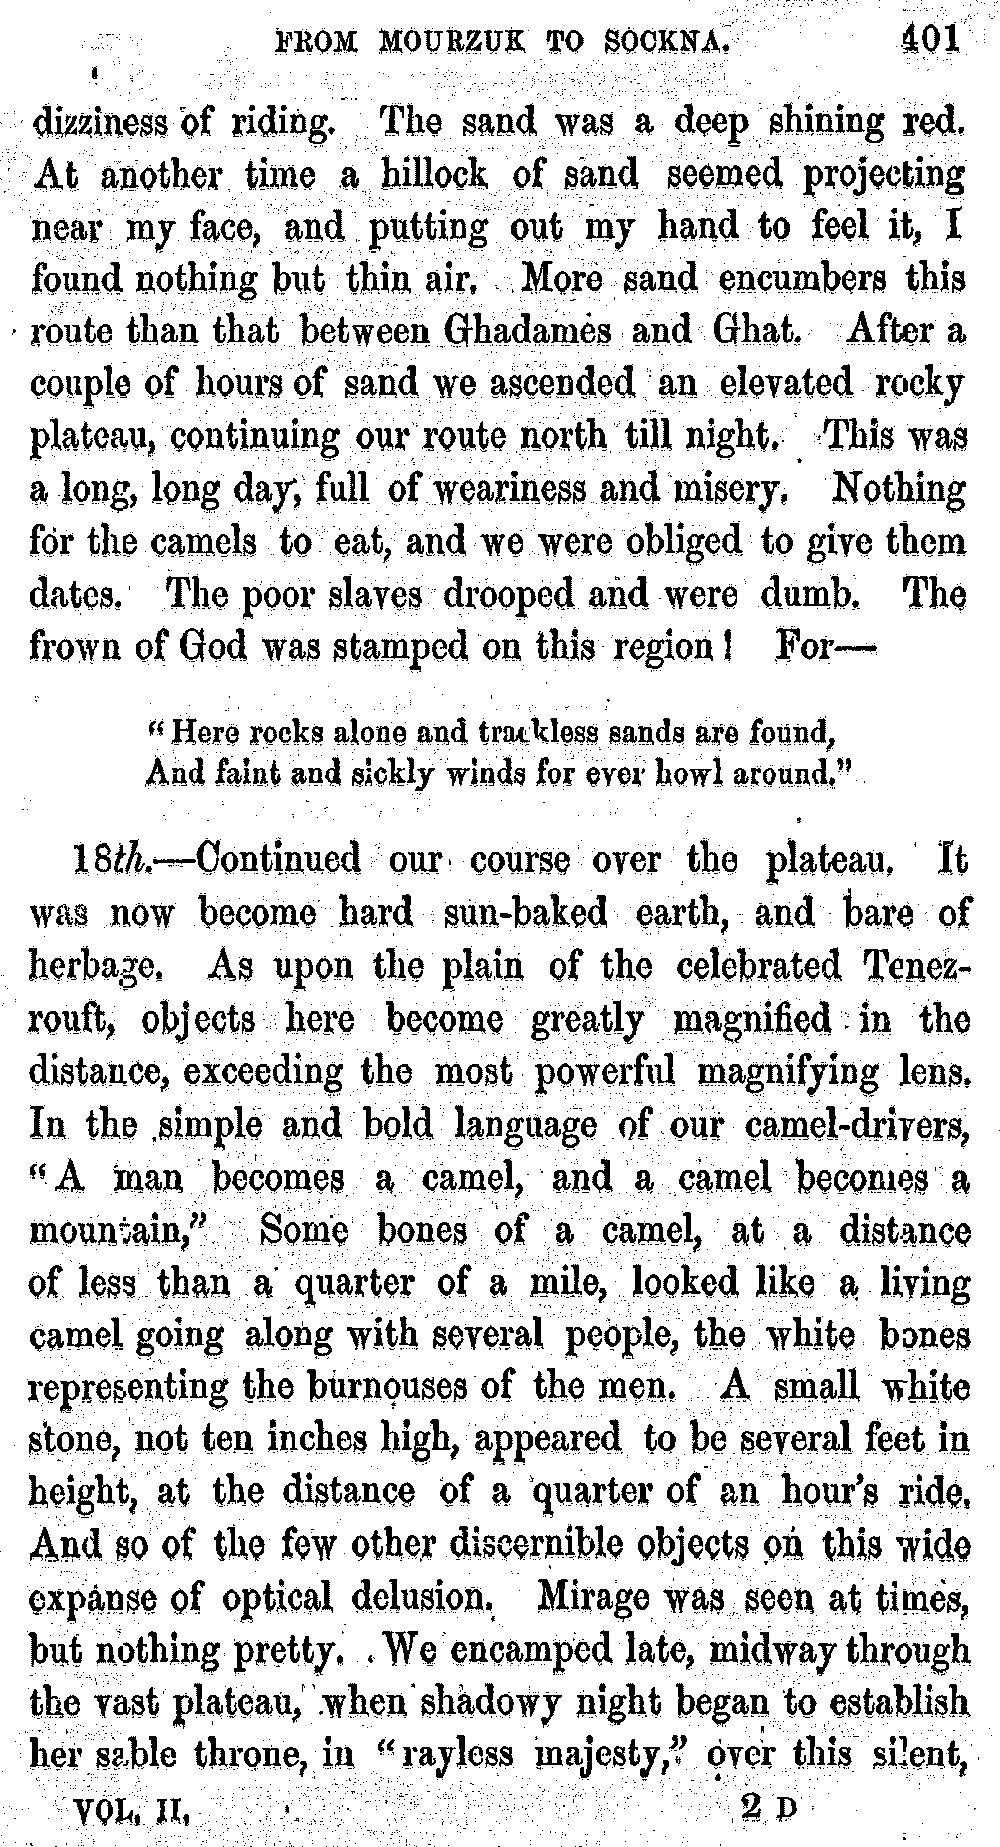 FROM MOURZUK TO SOCKNA. 401
dizziness of riding. The sand was a deep shining red.
At another time a hillock of sand seemed projecting
near my face, and putting out my hand to feel it, I
found nothing but thin air. More sand encumbers this
route than that between Ghadames and Ghat. After a
couple of hours of sand we ascended an elevated rocky
plateau, continuing our route north till night. This was
a long, long day, full of weariness and misery. Nothing
for the camels to eat, and we were obliged to give them
dates. The poor slaves drooped and were dumb. The
frown of God was stamped on this region! For—
"Here rocks alone and trackless sands are found,
And faint and sickly winds for ever howl around."
18th.—Continued our course over the plateau. It
was now become hard sun-baked earth, and bare of
herbage. As upon the plain of the celebrated Tenez-
rouft, objects here become greatly magnified in the
distance, exceeding the most powerful magnifying lens.
In the simple and bold language of our camel-drivers,
"A man becomes a camel, and a camel becomes a
mountain," Some bones of a camel, at a distance
of less than a quarter of a mile, looked like a living
camel going along with several people, the white bones
representing the burnouses of the men. A small white
stone, not ten inches high, appeared to be several feet in
height, at the distance of a quarter of an hour's ride.
And so of the few other discernible objects on this wide
expanse of optical delusion. Mirage was seen at times,
but nothing pretty. We encamped late, midway through
the vast plateau, when shadowy night began to establish
her sable throne, in "rayless majesty," over this silent,
VOL. II. 2 D